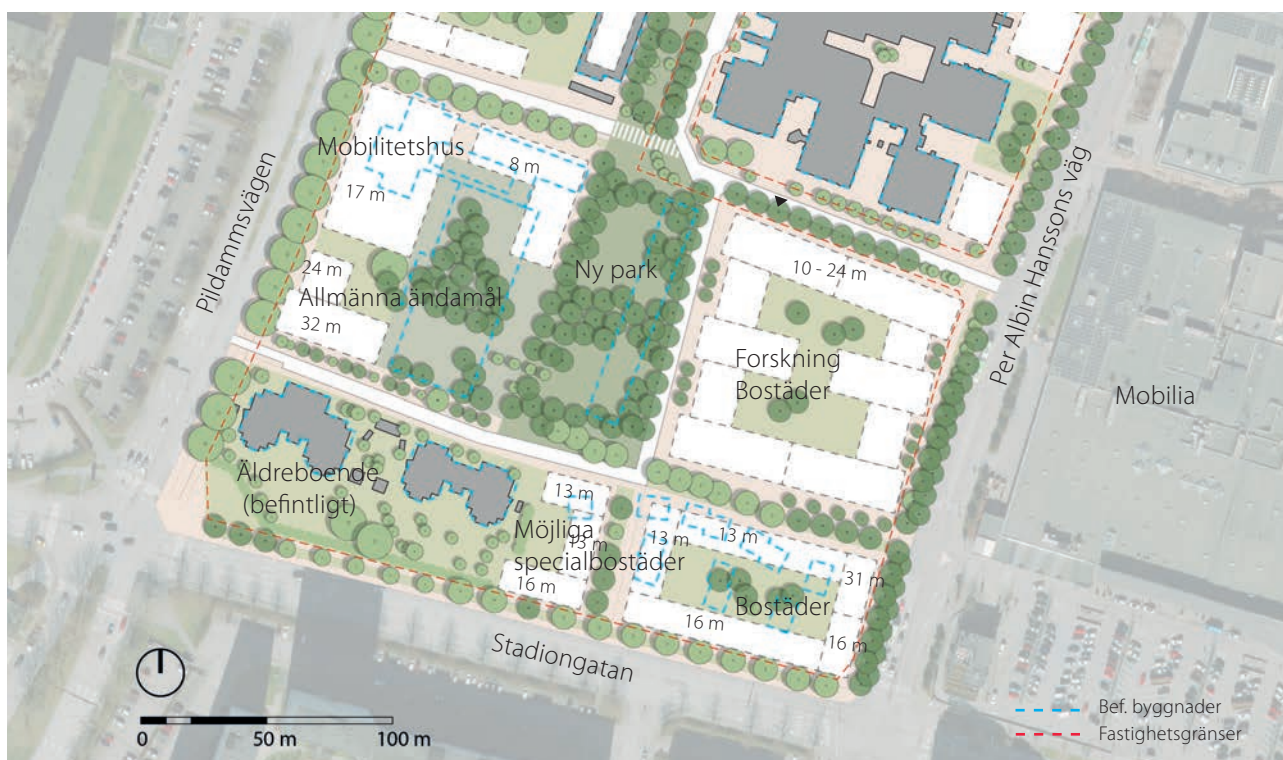 Mobilitetshus
17 m
8 m
Pildammsvägen
24 m
Allmänna ändamål
32 m
Ny park
10 - 24 m
Forskning
Bostäder
Per Albin Hanssons väg
Mobilia
Äldreboende
(befintligt)
13 m
Möjliga
13 m
specialbostäder
16 m
13 m
13 m
31 m
Bostäder
16 m
16 m
Stadiongatan
0 50 m 100 m
Bef. byggnader
Fastighetsgränser